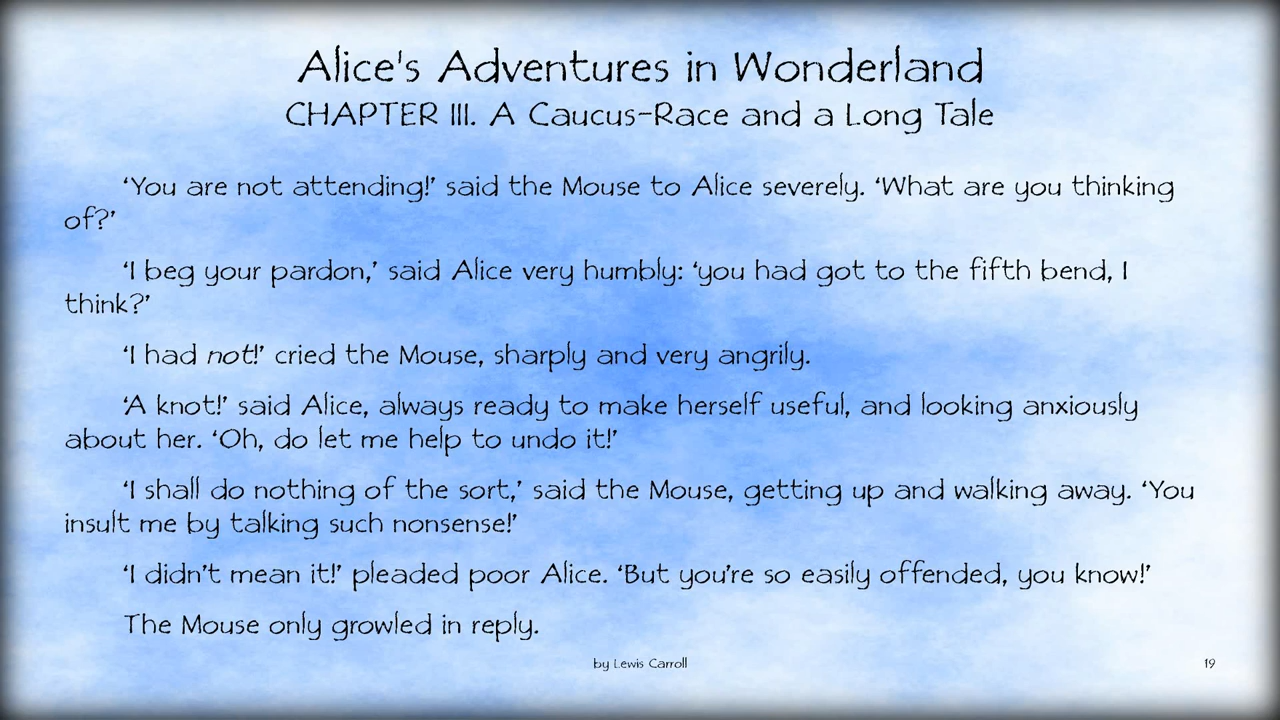 Alice's Adventures in Wonderland
CHAPTER III. A Caucus-Race and a Long Tale
‘You are not attending!’ said the Mouse to Alice severely. ‘What are you thinking
of?’
‘I beg your pardon,’ said Alice very humbly: ‘you had got to the fifth bend, I
think?’
‘I had not!’ cried the Mouse, sharply and very angrily.
‘A knot!’ said Alice, always ready to make herself useful, and looking anxiously
about her. ‘Oh, do let me help to undo it!’
‘I shall do nothing of the sort,’ said the Mouse, getting up and walking away. ‘You
insult me by talking such nonsense!’
‘I didn’t mean it!’ pleaded poor Alice. ‘But you’re so easily offended, you know!’
The Mouse only growled in reply.
by Lewis Carroll
19